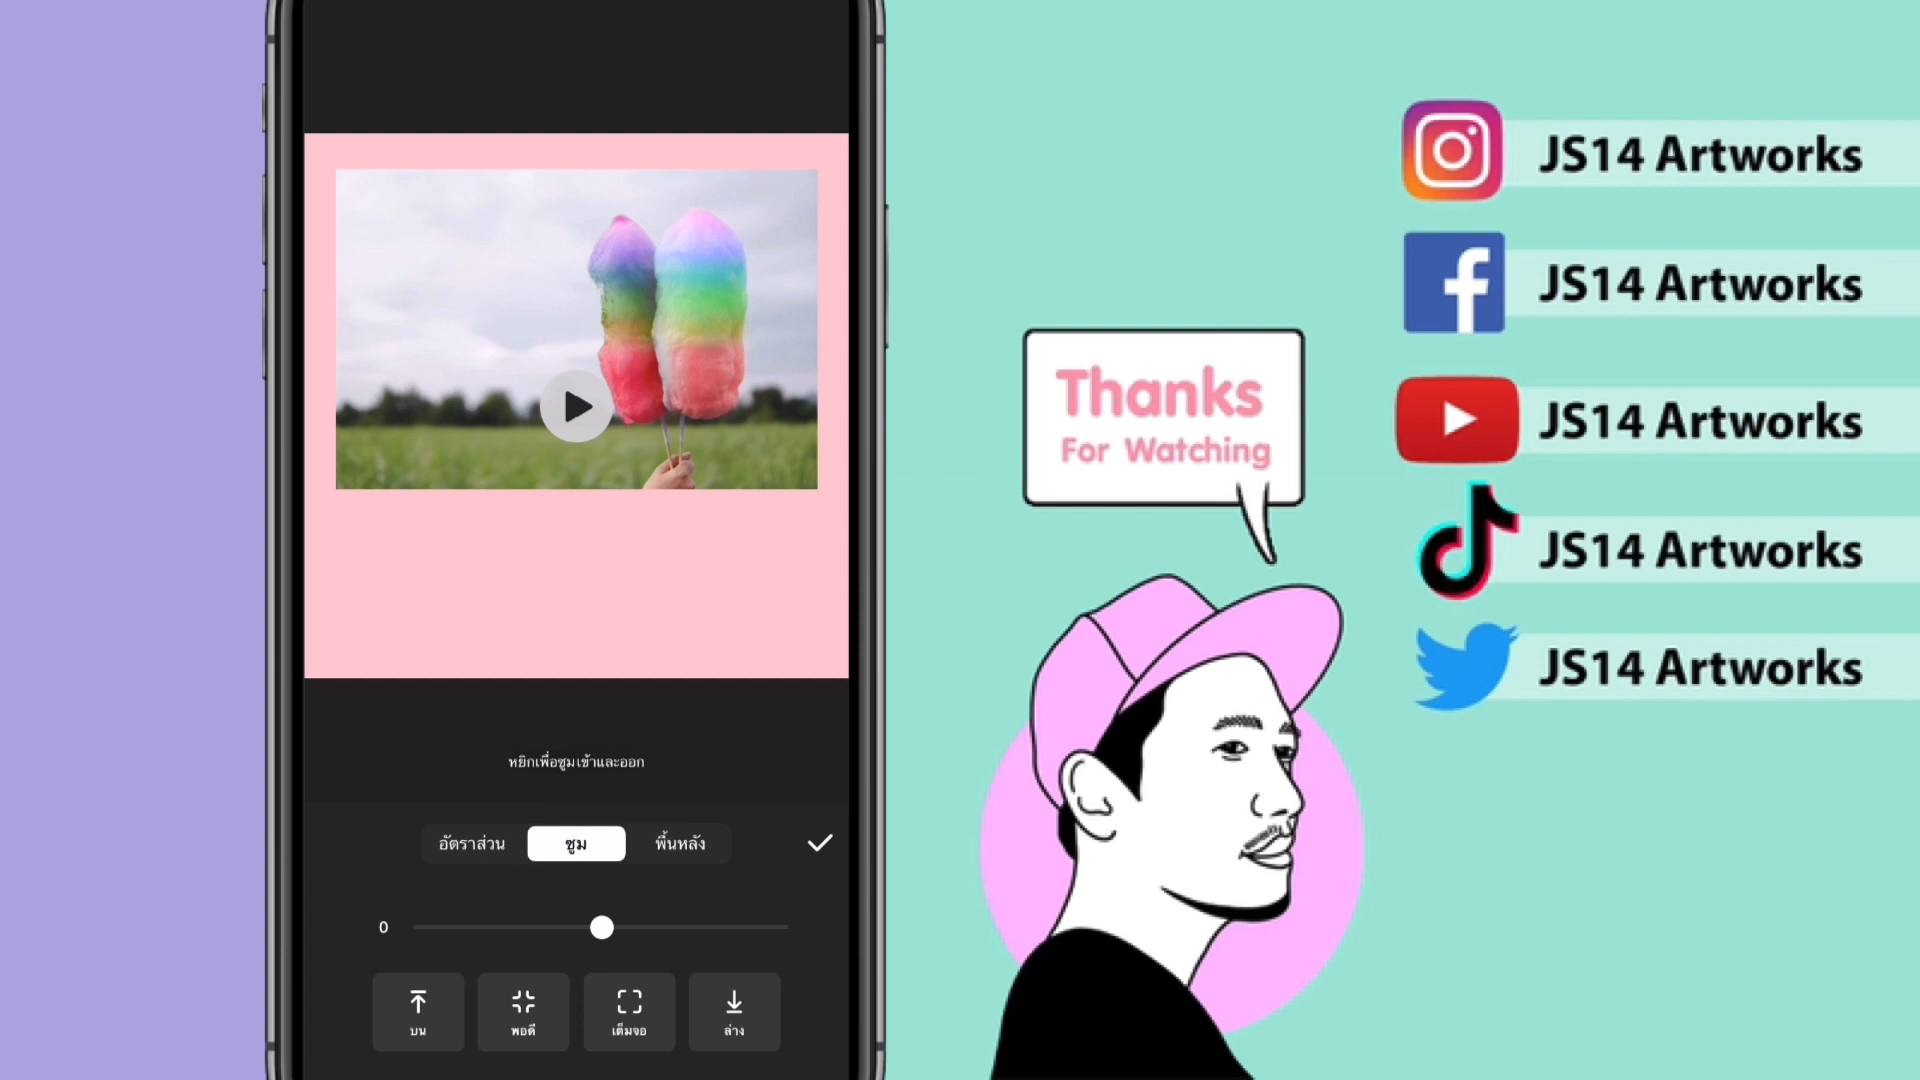 หยิกเพื่อซูมเข้าและออก
อัตราส่วน
ซูม
พื้นหลัง
0
บน
พอดี
เต็มจอ
ล่าง
Thanks
For Watching
JS14 Artworks
JS14 Artworks
JS14 Artworks
JS14 Artworks
JS14 Artworks